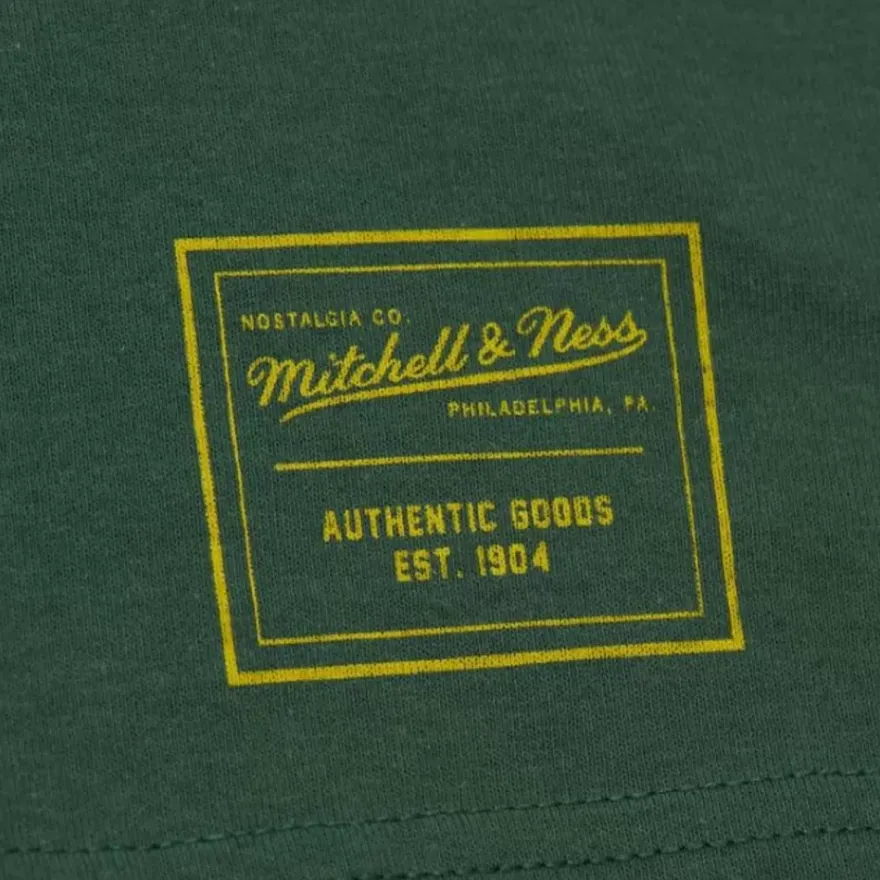 NOSTALGIA CO.
Mitchell & Ness
PHILADELPHIA, PA.
AUTHENTIC GOODS
EST. 1904